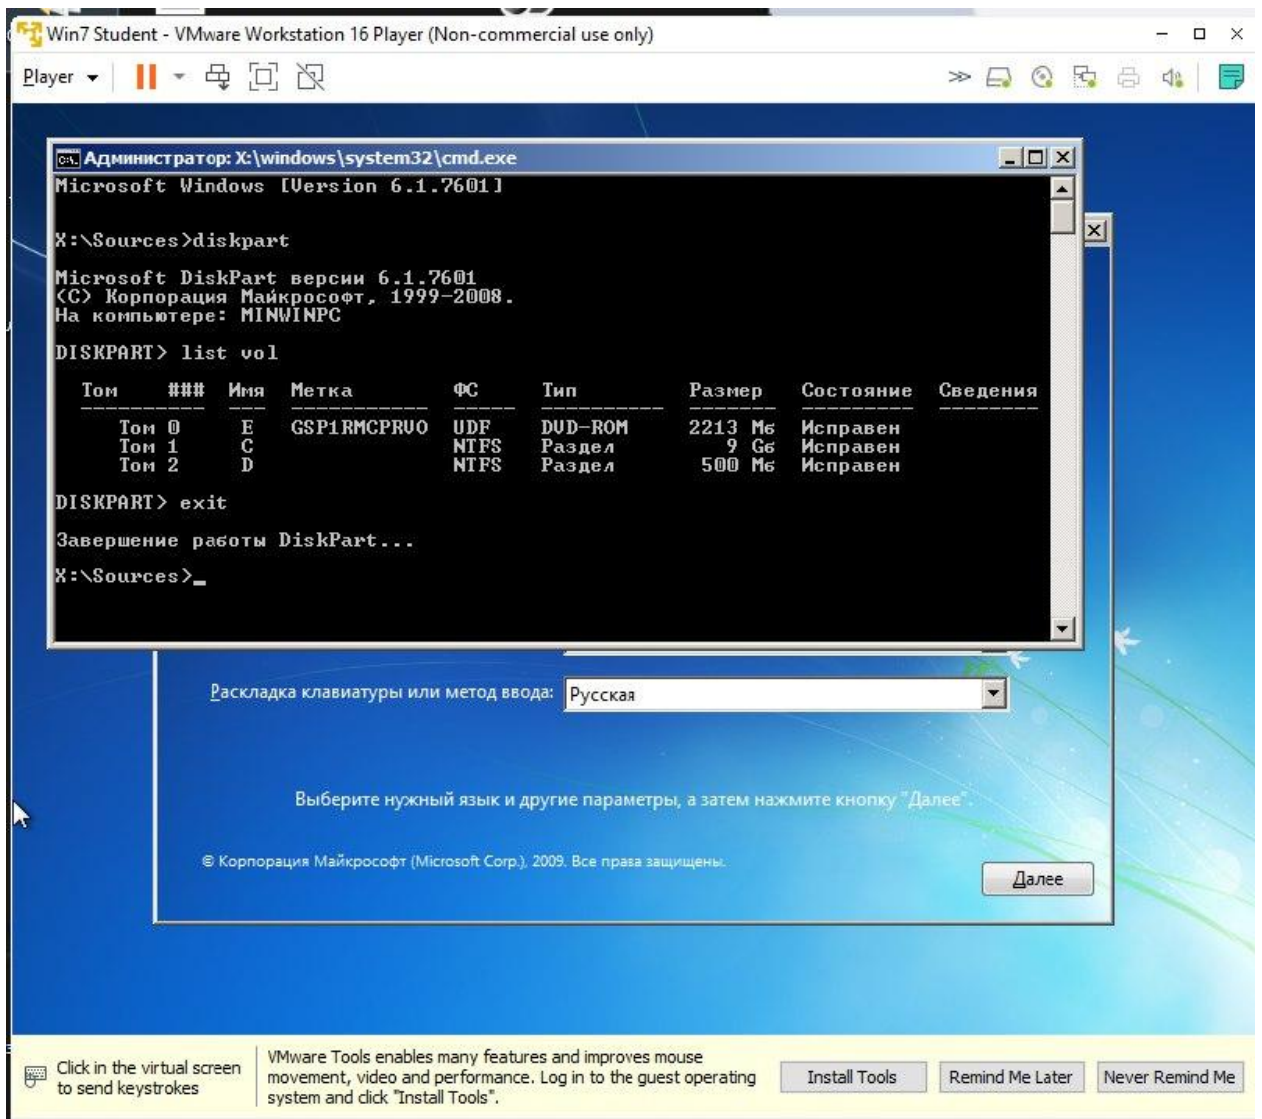 Win7 Student - VMware Workstation 16 Player (Non-commercial use only)
Player
Администратор: X:\windows\system32\cmd.exe
Microsoft Windows [Version 6.1.7601]
X:\Sources>diskpart
Microsoft DiskPart версии 6.1.7601
(C) Корпорация Майкрософт, 1999-2008.
На компьютере: MINWINPC
DISKPART> list vol
Том ### Имя Метка ФС Тип Размер Состояние Сведения
Том 0 E GSP1RMCPRVO UDF DVD-ROM 2213 Mб Исправен
Том 1 C NTFS Раздел 9 Gб Исправен
Том 2 D NTFS Раздел 500 Mб Исправен
DISKPART> exit
Завершение работы DiskPart...
X:\Sources>_
Раскладка клавиатуры или метод ввода: Русская
Выберите нужный язык и другие параметры, а затем нажмите кнопку "Далее".
© Корпорация Майкрософт (Microsoft Corp.), 2009. Все права защищены.
Далее
Click in the virtual screen
to send keystrokes
VMware Tools enables many features and improves mouse
movement, video and performance. Log in to the guest operating
system and click "Install Tools".
Install Tools
Remind Me Later
Never Remind Me